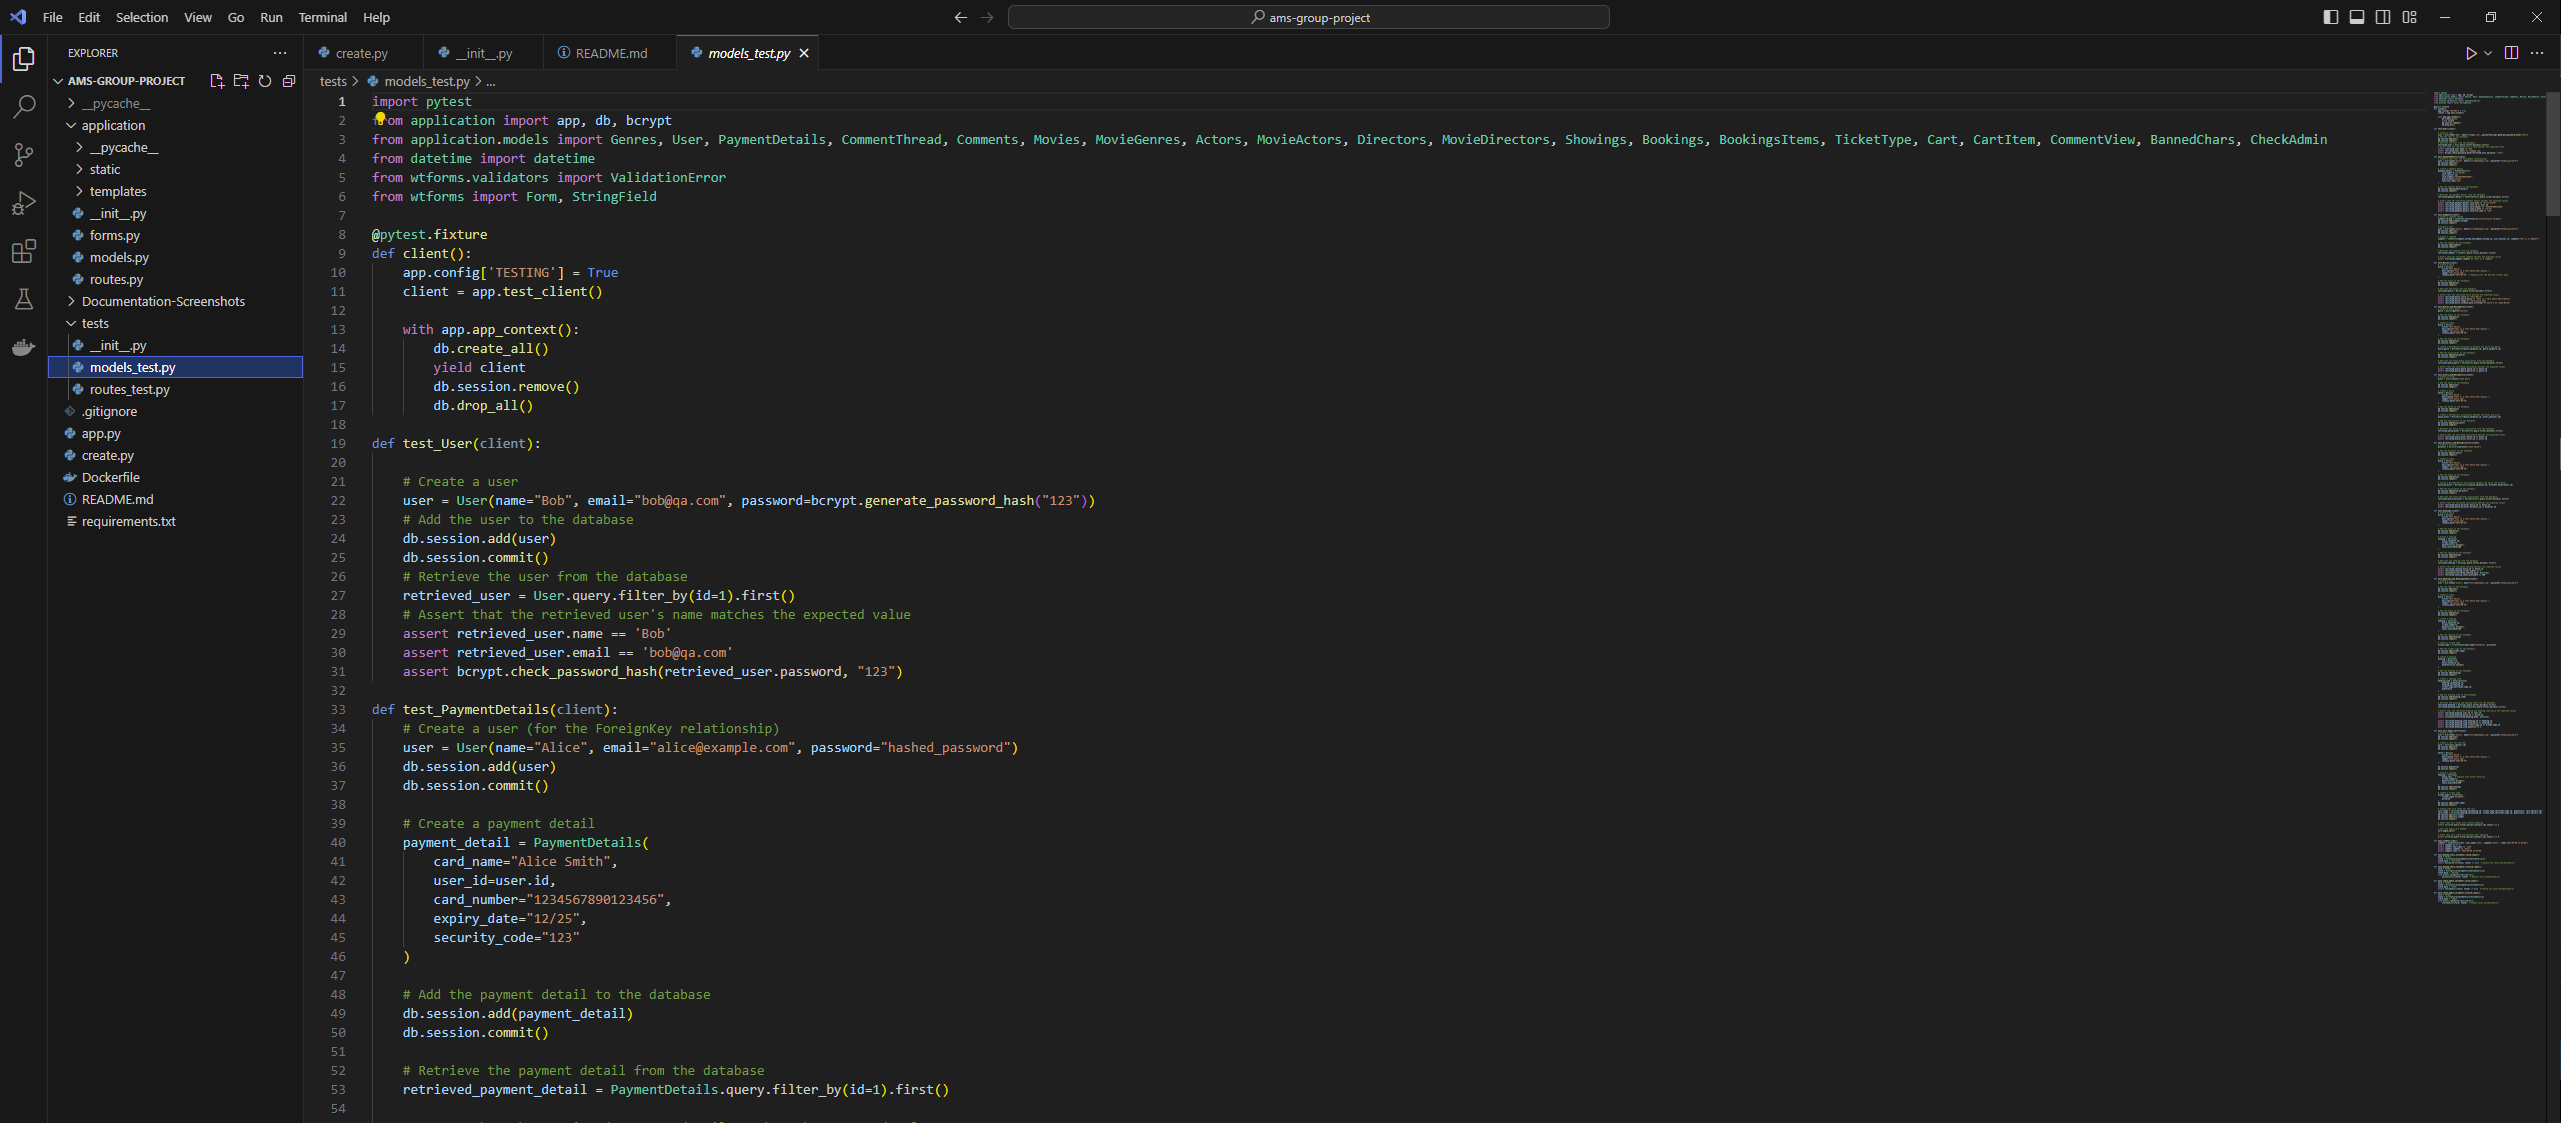 File Edit Selection View Go Run Terminal Help
ams-group-project
EXPLORER
AMS-GROUP-PROJECT
__pycache__
application
__pycache__
static
templates
__init__.py
forms.py
models.py
routes.py
Documentation-Screenshots
tests
__init__.py
models_test.py
routes_test.py
.gitignore
app.py
create.py
Dockerfile
README.md
requirements.txt
create.py __init__.py README.md models_test.py
tests > models_test.py > ...
1 import pytest
2 from application import app, db, bcrypt
3 from application.models import Genres, User, PaymentDetails, CommentThread, Comments, Movies, MovieGenres, Actors, MovieActors, Directors, MovieDirectors, Showings, Bookings, BookingsItems, TicketType, Cart, CartItem, CommentView, BannedChars, CheckAdmin
4 from datetime import datetime
5 from wtforms.validators import ValidationError
6 from wtforms import Form, StringField
7
8 @pytest.fixture
9 def client():
10 app.config['TESTING'] = True
11 client = app.test_client()
12
13 with app.app_context():
14 db.create_all()
15 yield client
16 db.session.remove()
17 db.drop_all()
18
19 def test_User(client):
20
21 # Create a user
22 user = User(name="Bob", email="bob@qa.com", password=bcrypt.generate_password_hash("123"))
23 # Add the user to the database
24 db.session.add(user)
25 db.session.commit()
26 # Retrieve the user from the database
27 retrieved_user = User.query.filter_by(id=1).first()
28 # Assert that the retrieved user's name matches the expected value
29 assert retrieved_user.name == 'Bob'
30 assert retrieved_user.email == 'bob@qa.com'
31 assert bcrypt.check_password_hash(retrieved_user.password, "123")
32
33 def test_PaymentDetails(client):
34 # Create a user (for the ForeignKey relationship)
35 user = User(name="Alice", email="alice@example.com", password="hashed_password")
36 db.session.add(user)
37 db.session.commit()
38
39 # Create a payment detail
40 payment_detail = PaymentDetails(
41 card_name="Alice Smith",
42 user_id=user.id,
43 card_number="1234567890123456",
44 expiry_date="12/25",
45 security_code="123"
46 )
47
48 # Add the payment detail to the database
49 db.session.add(payment_detail)
50 db.session.commit()
51
52 # Retrieve the payment detail from the database
53 retrieved_payment_detail = PaymentDetails.query.filter_by(id=1).first()
54